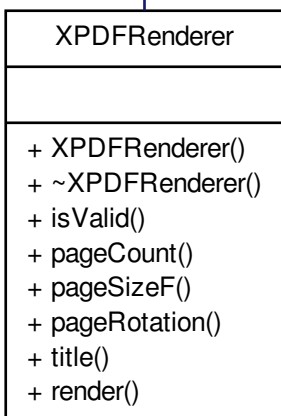 XPDFRenderer
+ XPDFRenderer()
+ ~XPDFRenderer()
+ isValid()
+ pageCount()
+ pageSizeF()
+ pageRotation()
+ title()
+ render()